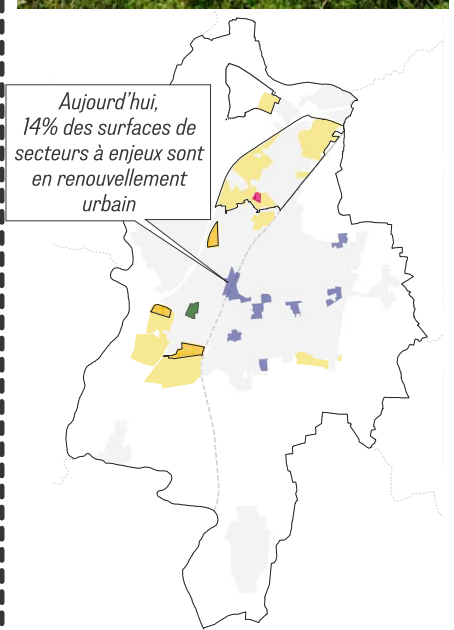 Aujourd'hui,
14% des surfaces de
secteurs à enjeux sont
en renouvellement
urbain